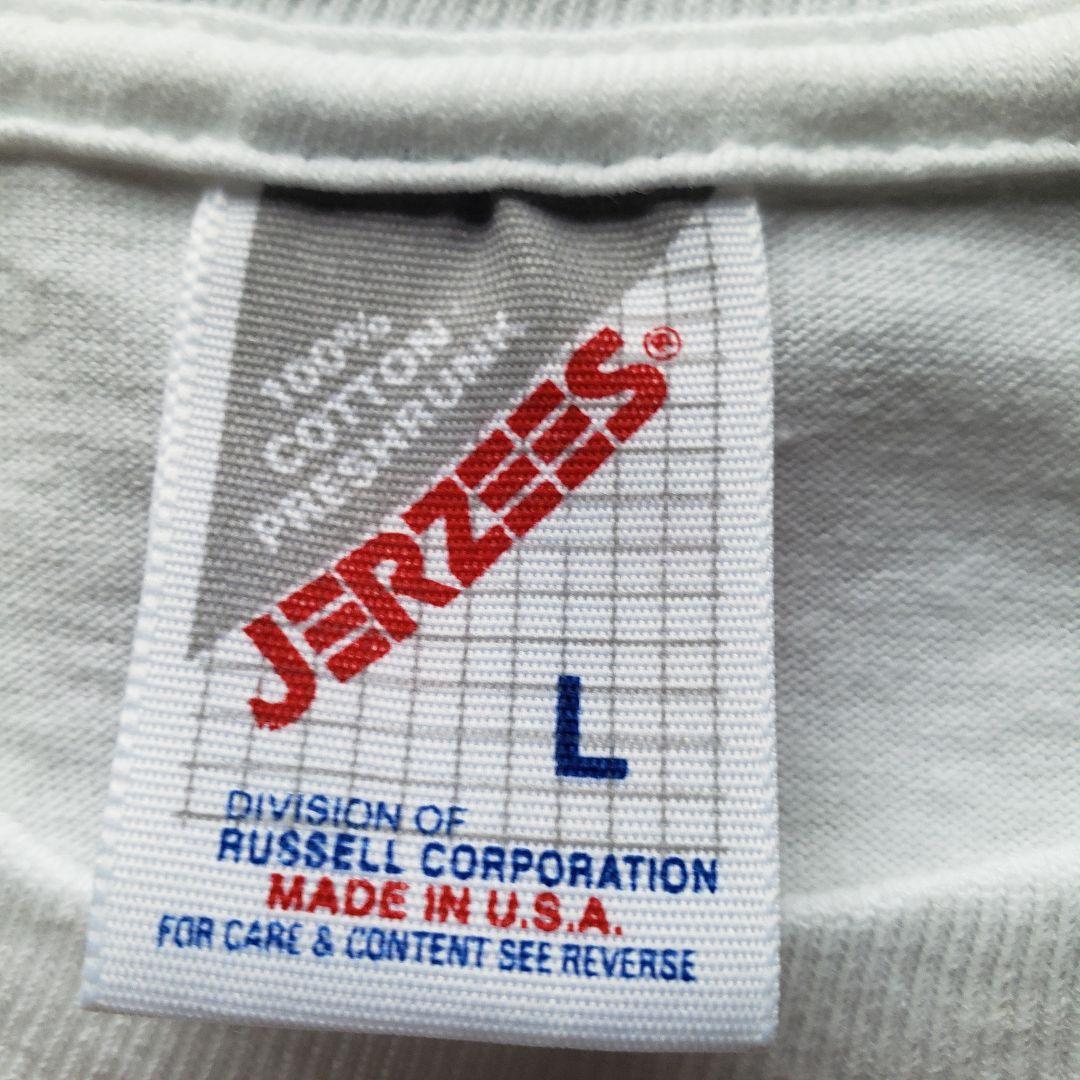 100%
COTTON
PRESHRUNK
JERZEES®
L
DIVISION OF
RUSSELL CORPORATION
MADE IN U.S.A.
FOR CARE & CONTENT SEE REVERSE